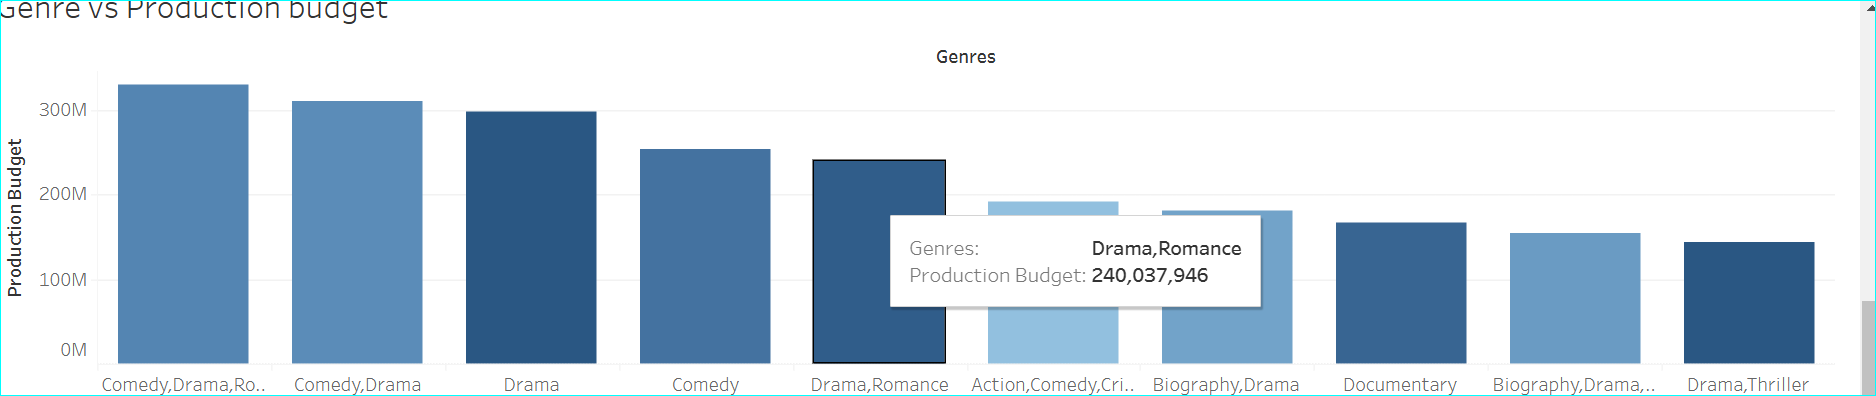 Genre vs Production budget
Genres
Production Budget
300M
200M
100M
0M
Genres: Drama,Romance
Production Budget: 240,037,946
Comedy,Drama,Ro.. Comedy,Drama Drama Comedy Drama,Romance Action,Comedy,Cri.. Biography,Drama Documentary Biography,Drama,.. Drama,Thriller